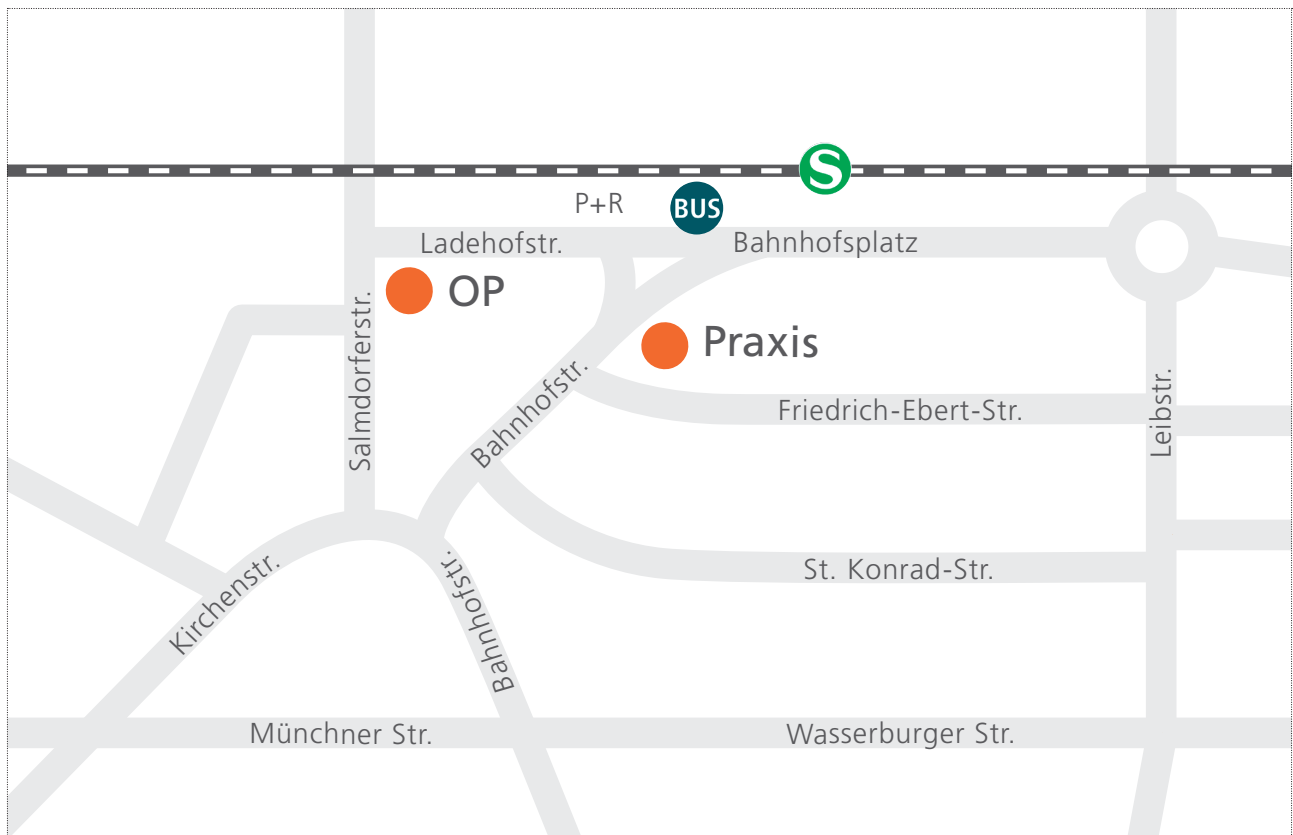 S
P+R
BUS
Ladehofstr.
Bahnhofsplatz
OP
Praxis
Salmdorferstr.
Bahnhofstr.
Friedrich-Ebert-Str.
Leibstr.
Kirchenstr.
Bahnhofstr.
St. Konrad-Str.
Münchner Str.
Wasserburger Str.